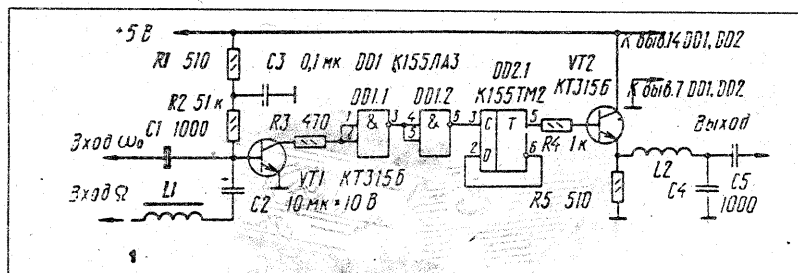 +5 В
R1 510
C3 0,1 мк DD1 К155ЛА3
DD2.1
К155ТМ2
VT2
КТ315Б
К выв.14 DD1, DD2
К выв.7 DD1, DD2
R2 51к
C1 1000
R3 470
DD1.1
DD1.2
1
2
&
3
4
5
&
6
3
C
T
5
2
D
6
R4 1к
Выход
Вход ω₀
Вход Ω
L1
VT1 КТ315Б
C2
10 мк × 10 В
R5 510
L2
C4
C5
1000